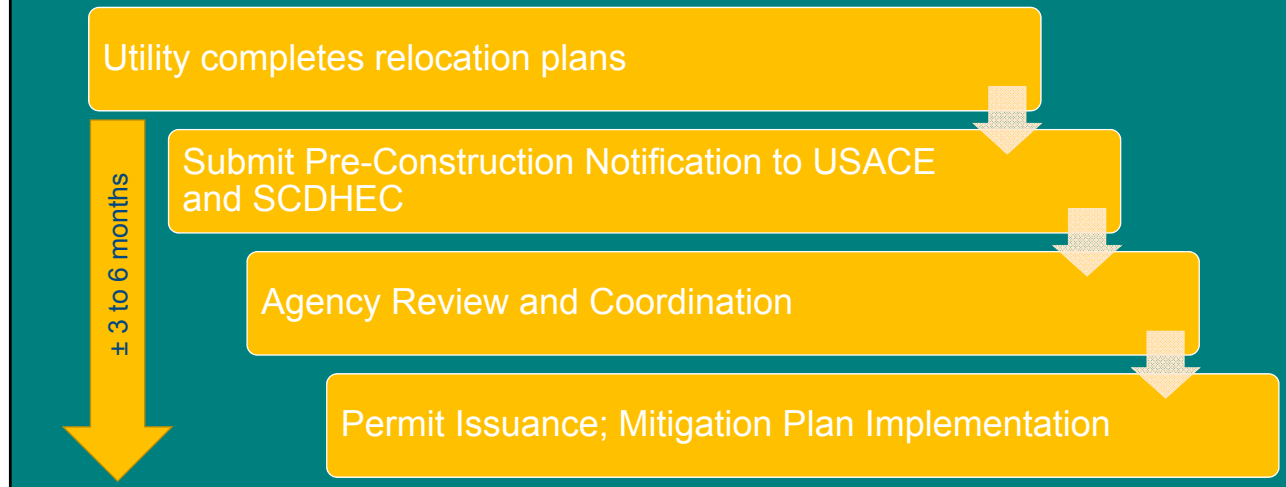 Utility completes relocation plans
Submit Pre-Construction Notification to USACE
and SCDHEC
± 3 to 6 months
Agency Review and Coordination
Permit Issuance; Mitigation Plan Implementation